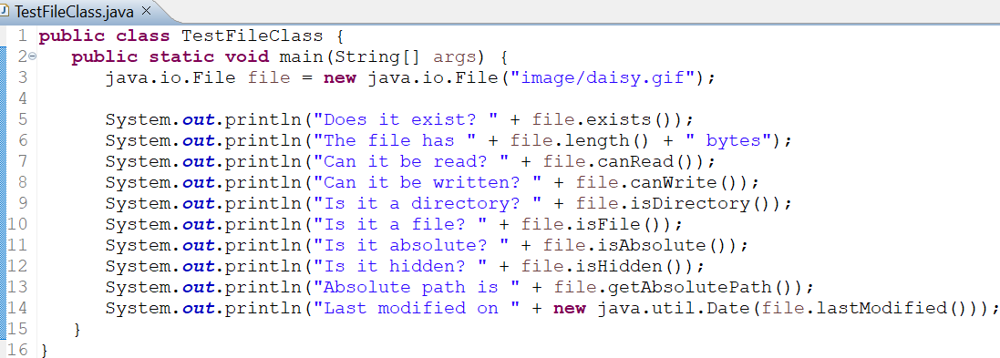 TestFileClass.java
1 public class TestFileClass {
2 public static void main(String[] args) {
3 java.io.File file = new java.io.File("image/daisy.gif");
4
5 System.out.println("Does it exist? " + file.exists());
6 System.out.println("The file has " + file.length() + " bytes");
7 System.out.println("Can it be read? " + file.canRead());
8 System.out.println("Can it be written? " + file.canWrite());
9 System.out.println("Is it a directory? " + file.isDirectory());
10 System.out.println("Is it a file? " + file.isFile());
11 System.out.println("Is it absolute? " + file.isAbsolute());
12 System.out.println("Is it hidden? " + file.isHidden());
13 System.out.println("Absolute path is " + file.getAbsolutePath());
14 System.out.println("Last modified on " + new java.util.Date(file.lastModified()));
15 }
16 }